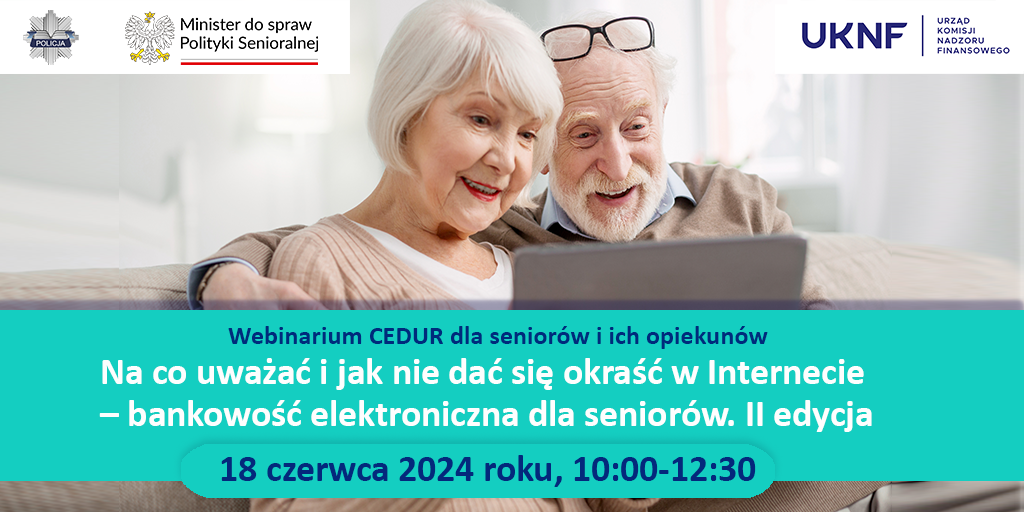 POLICJA
Minister do spraw
Polityki Senioralnej
UKNF
URZĄD
KOMISJI
NADZORU
FINANSOWEGO
Webinarium CEDUR dla seniorów i ich opiekunów
Na co uważać i jak nie dać się okraść w Internecie
– bankowość elektroniczna dla seniorów. II edycja
18 czerwca 2024 roku, 10:00-12:30